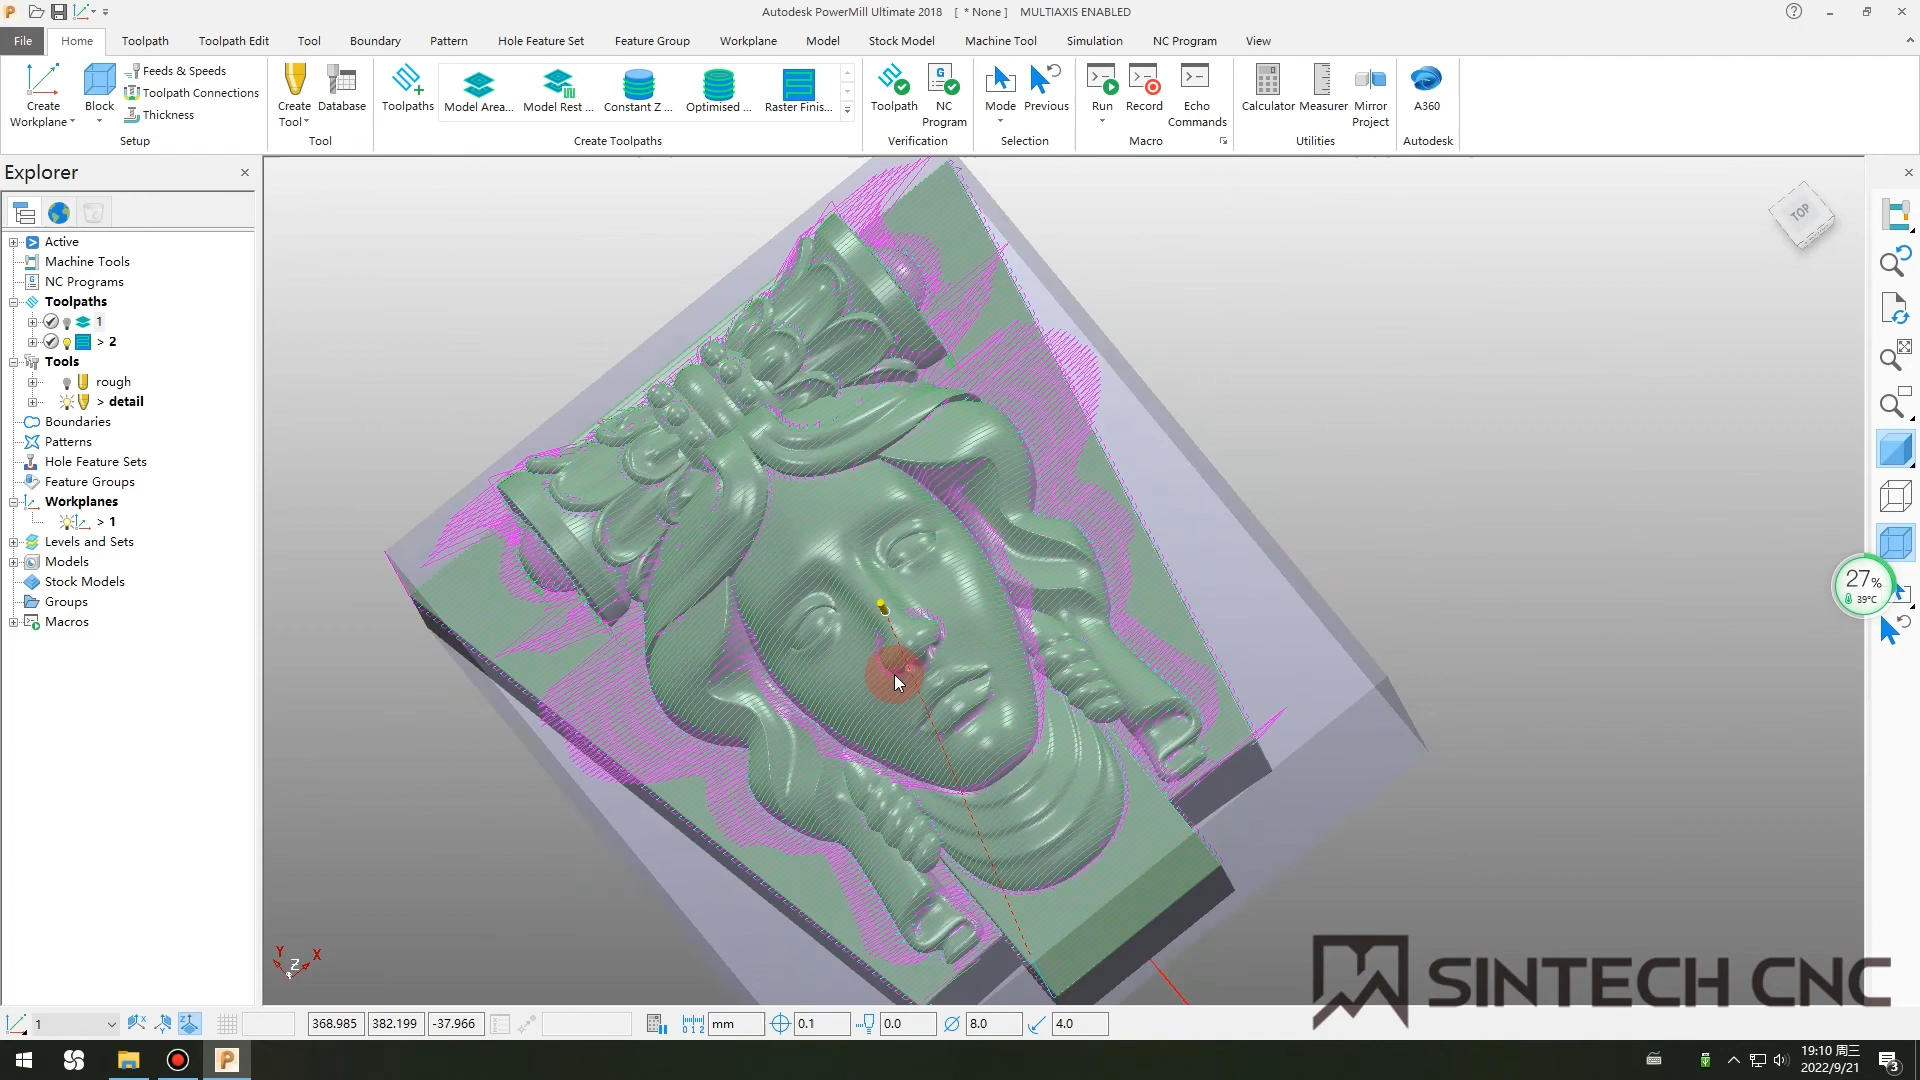 Autodesk PowerMill Ultimate 2018 [ * None ] MULTIAXIS ENABLED
File Home Toolpath Toolpath Edit Tool Boundary Pattern Hole Feature Set Feature Group Workplane Model Stock Model Machine Tool Simulation NC Program View
Create Workplane
Block
Feeds & Speeds
Toolpath Connections
Thickness
Setup
Create Tool
Database
Tool
Toolpaths
Model Area...
Model Rest ...
Constant Z ...
Optimised ...
Raster Finis...
Create Toolpaths
Toolpath
NC Program
Verification
Mode
Previous
Selection
Run
Record
Echo Commands
Macro
Calculator
Measurer
Mirror Project
Utilities
A360
Autodesk
Explorer
Active
Machine Tools
NC Programs
Toolpaths
1
> 2
Tools
rough
> detail
Boundaries
Patterns
Hole Feature Sets
Feature Groups
Workplanes
> 1
Levels and Sets
Models
Stock Models
Groups
Macros
TOP
27%
39°C
Y X
Z
SINTECH CNC
1 368.985 382.199 -37.966 mm 0.1 0.0 8.0 4.0
19:10 周三
2022/9/21
3